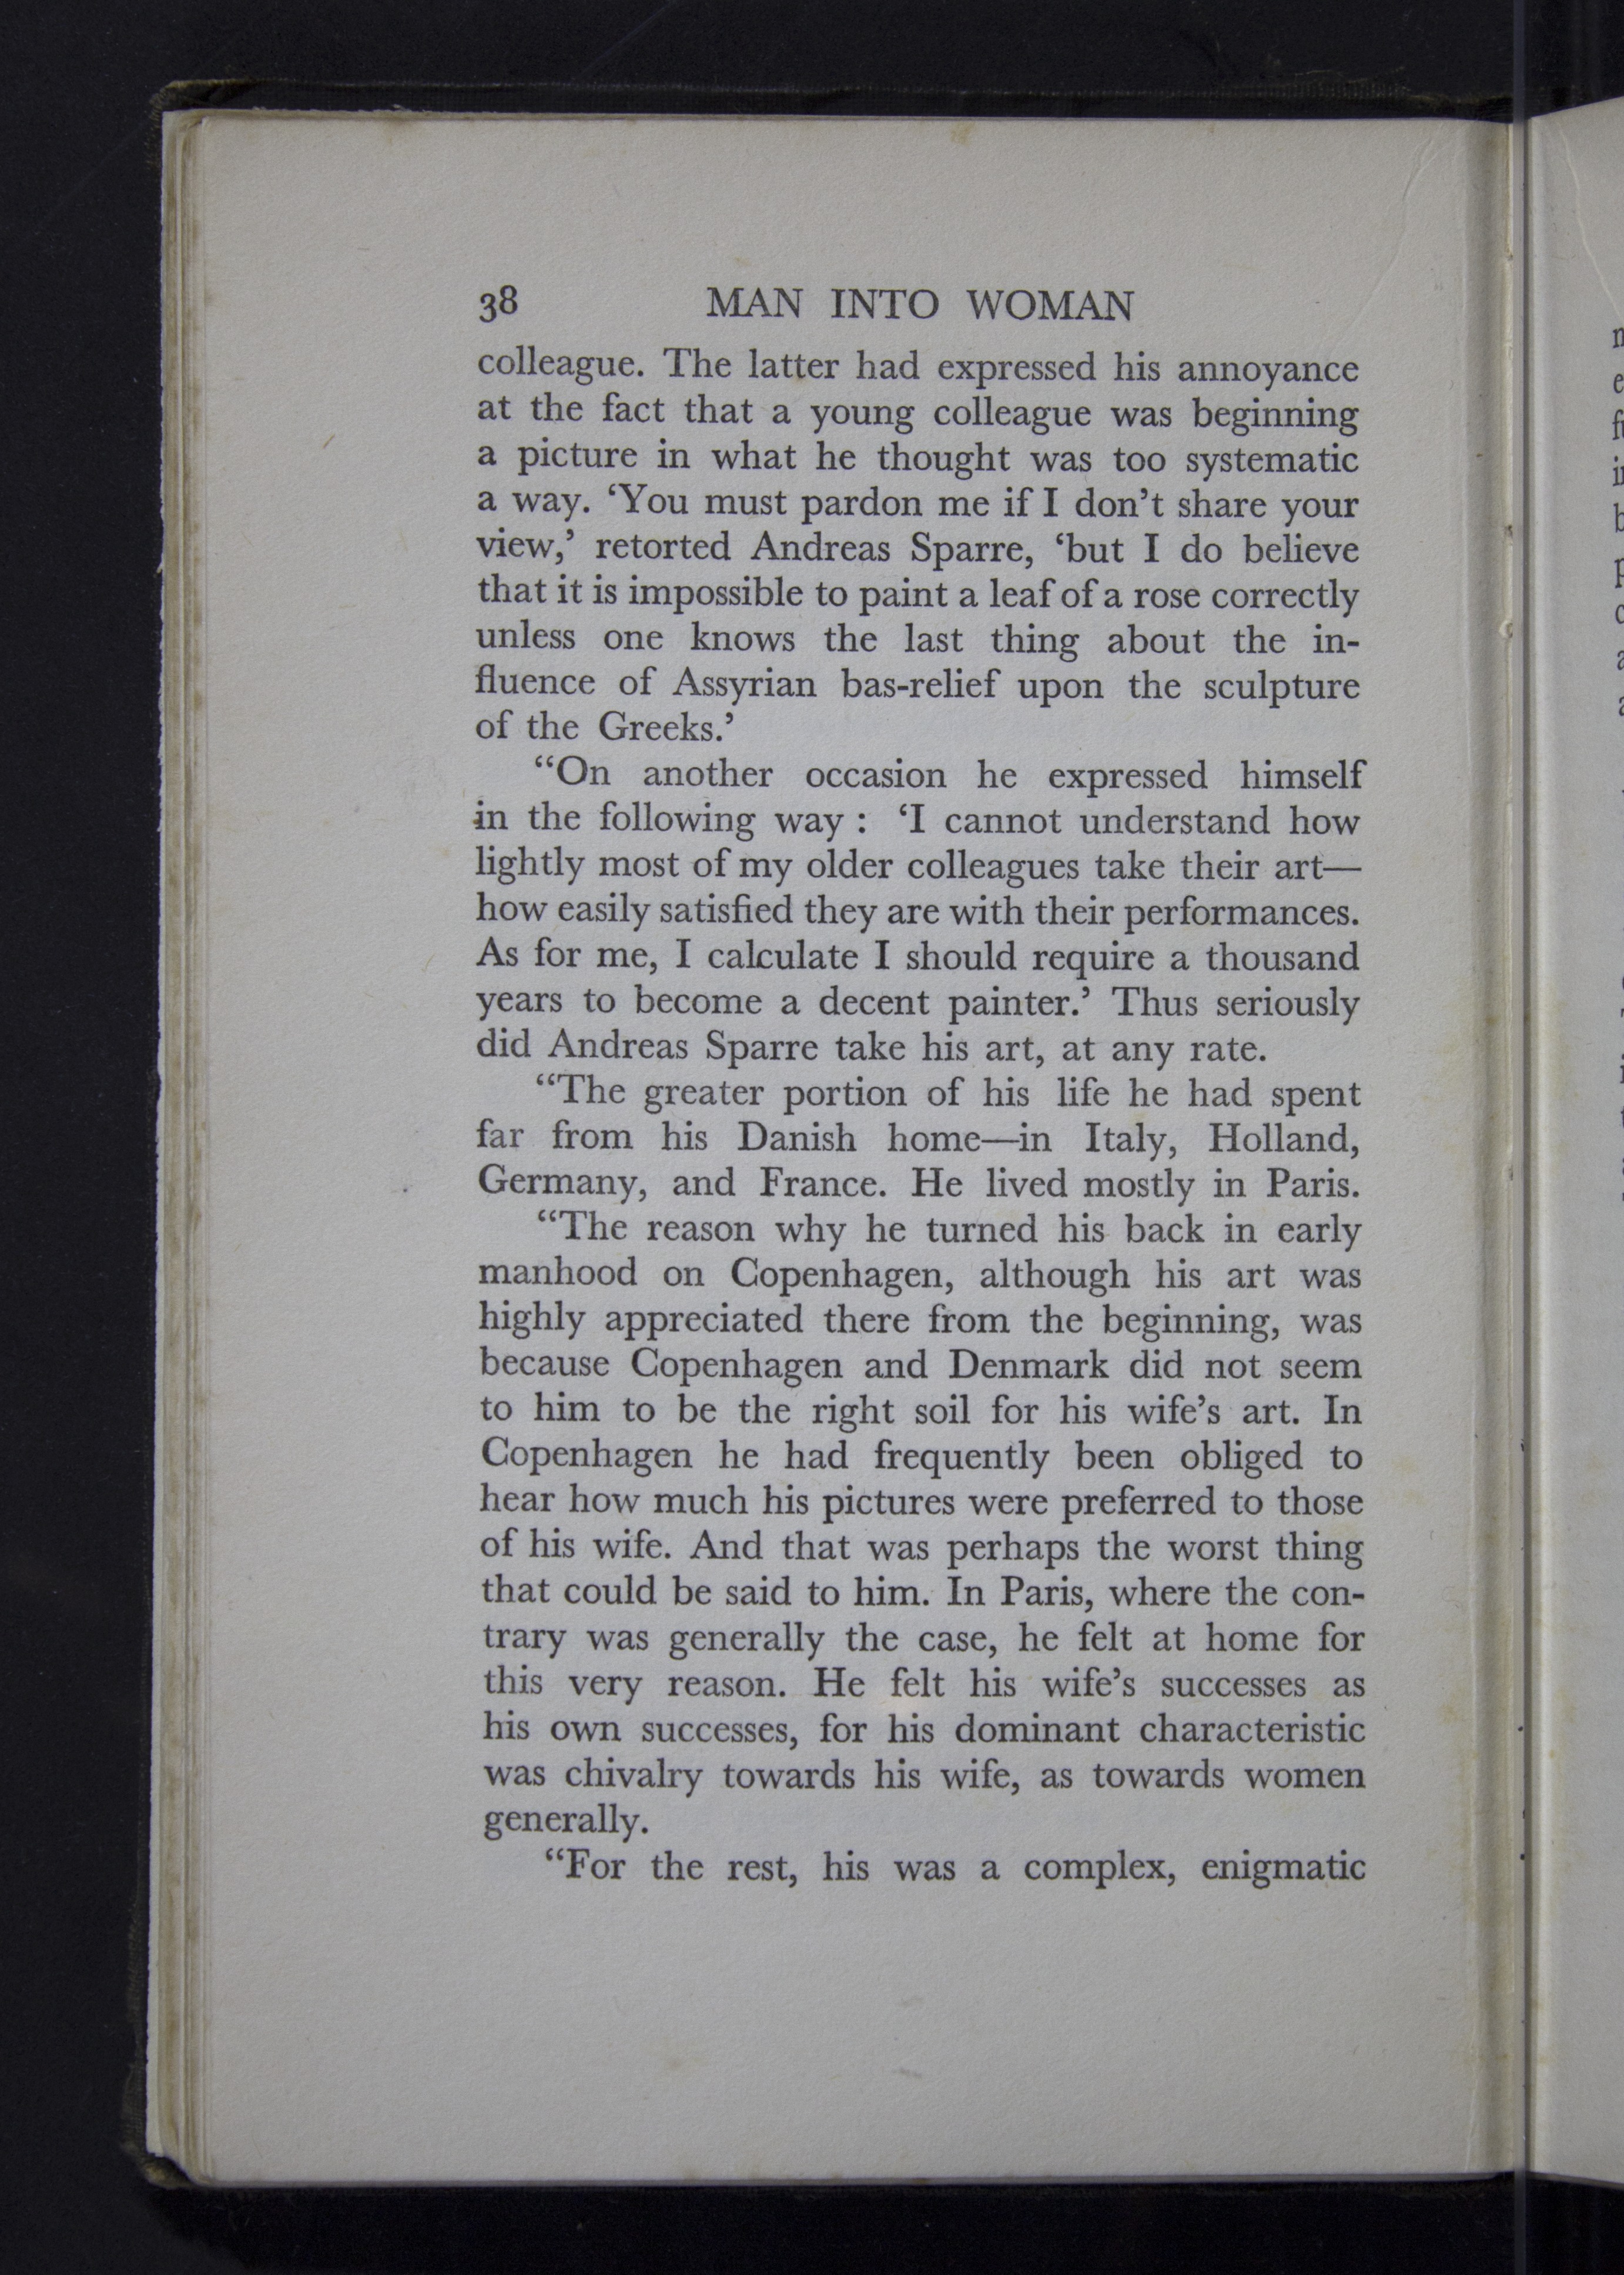 38 MAN INTO WOMAN
colleague. The latter had expressed his annoyance
at the fact that a young colleague was beginning
a picture in what he thought was too systematic
a way. ‘You must pardon me if I don’t share your
view,’ retorted Andreas Sparre, ‘but I do believe
that it is impossible to paint a leaf of a rose correctly
unless one knows the last thing about the in-
fluence of Assyrian bas-relief upon the sculpture
of the Greeks.’
“On another occasion he expressed himself
in the following way : ‘I cannot understand how
lightly most of my older colleagues take their art—
how easily satisfied they are with their performances.
As for me, I calculate I should require a thousand
years to become a decent painter.’ Thus seriously
did Andreas Sparre take his art, at any rate.
“The greater portion of his life he had spent
far from his Danish home—in Italy, Holland,
Germany, and France. He lived mostly in Paris.
“The reason why he turned his back in early
manhood on Copenhagen, although his art was
highly appreciated there from the beginning, was
because Copenhagen and Denmark did not seem
to him to be the right soil for his wife’s art. In
Copenhagen he had frequently been obliged to
hear how much his pictures were preferred to those
of his wife. And that was perhaps the worst thing
that could be said to him. In Paris, where the con-
trary was generally the case, he felt at home for
this very reason. He felt his wife’s successes as
his own successes, for his dominant characteristic
was chivalry towards his wife, as towards women
generally.
“For the rest, his was a complex, enigmatic